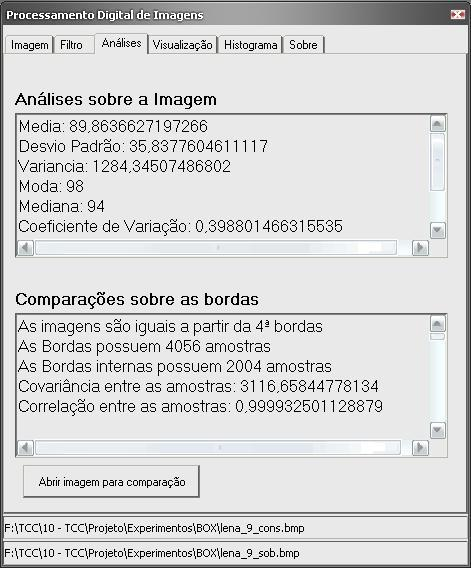 Processamento Digital de Imagens
Imagem Filtro Análises Visualização Histograma Sobre
Análises sobre a Imagem
Media: 89,8636627197266
Desvio Padrão: 35,8377604611117
Variancia: 1284,34507486802
Moda: 98
Mediana: 94
Coeficiente de Variação: 0,398801466315535
Comparações sobre as bordas
As imagens são iguais a partir da 4ª bordas
As Bordas possuem 4056 amostras
As Bordas internas possuem 2004 amostras
Covariância entre as amostras: 3116,65844778134
Correlação entre as amostras: 0,999932501128879
Abrir imagem para comparação
F:\TCC\10 - TCC\Projeto\Experimentos\BOX\lena_9_cons.bmp
F:\TCC\10 - TCC\Projeto\Experimentos\BOX\lena_9_sob.bmp